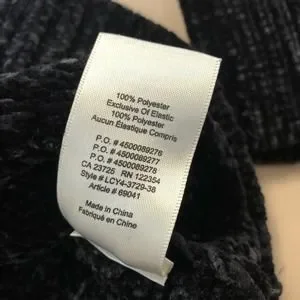 100% Polyester
Exclusive Of Elastic
100% Polyester
Aucun Élastique Compris
P.O. # 4500089276
P.O. # 4500089277
P.O. # 4500089278
CA 23725 RN 122354
Style # LCY4-3729-38
Article # 69041
Made in China
Fabriqué en Chine